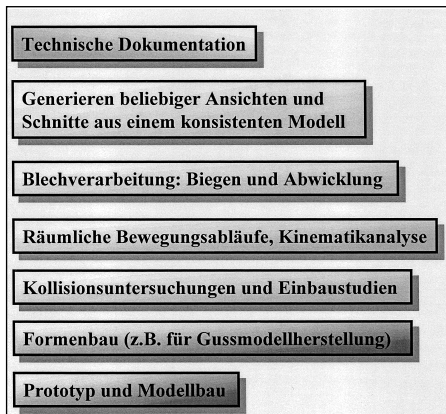 Technische Dokumentation
Generieren beliebiger Ansichten und
Schnitte aus einem konsistenten Modell
Blechverarbeitung: Biegen und Abwicklung
Räumliche Bewegungsabläufe, Kinematikanalyse
Kollisionsuntersuchungen und Einbaustudien
Formenbau (z.B. für Gussmodellherstellung)
Prototyp und Modellbau